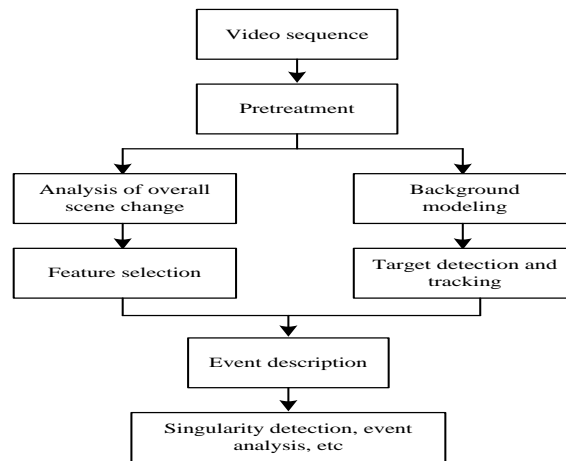 Video sequence
Pretreatment
Analysis of overall
scene change
Background
modeling
Feature selection
Target detection and
tracking
Event description
Singularity detection, event
analysis, etc